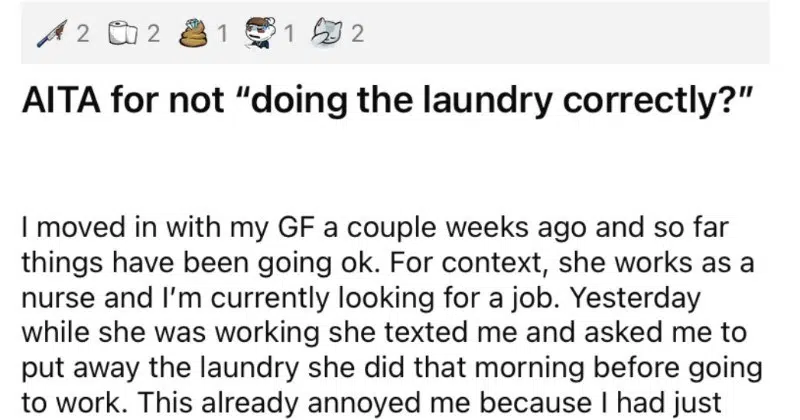 2 2 1 1 2
AITA for not “doing the laundry correctly?”
I moved in with my GF a couple weeks ago and so far
things have been going ok. For context, she works as a
nurse and I’m currently looking for a job. Yesterday
while she was working she texted me and asked me to
put away the laundry she did that morning before going
to work. This already annoyed me because I had just